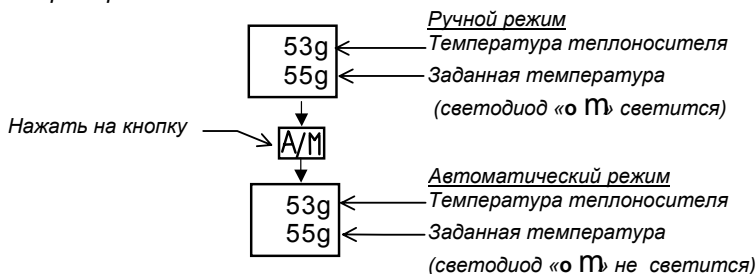 Ручной режим
53g Температура теплоносителя
55g Заданная температура
(светодиод «o m» светится)
Нажать на кнопку
A/M
Автоматический режим
53g Температура теплоносителя
55g Заданная температура
(светодиод «o m» не светится)